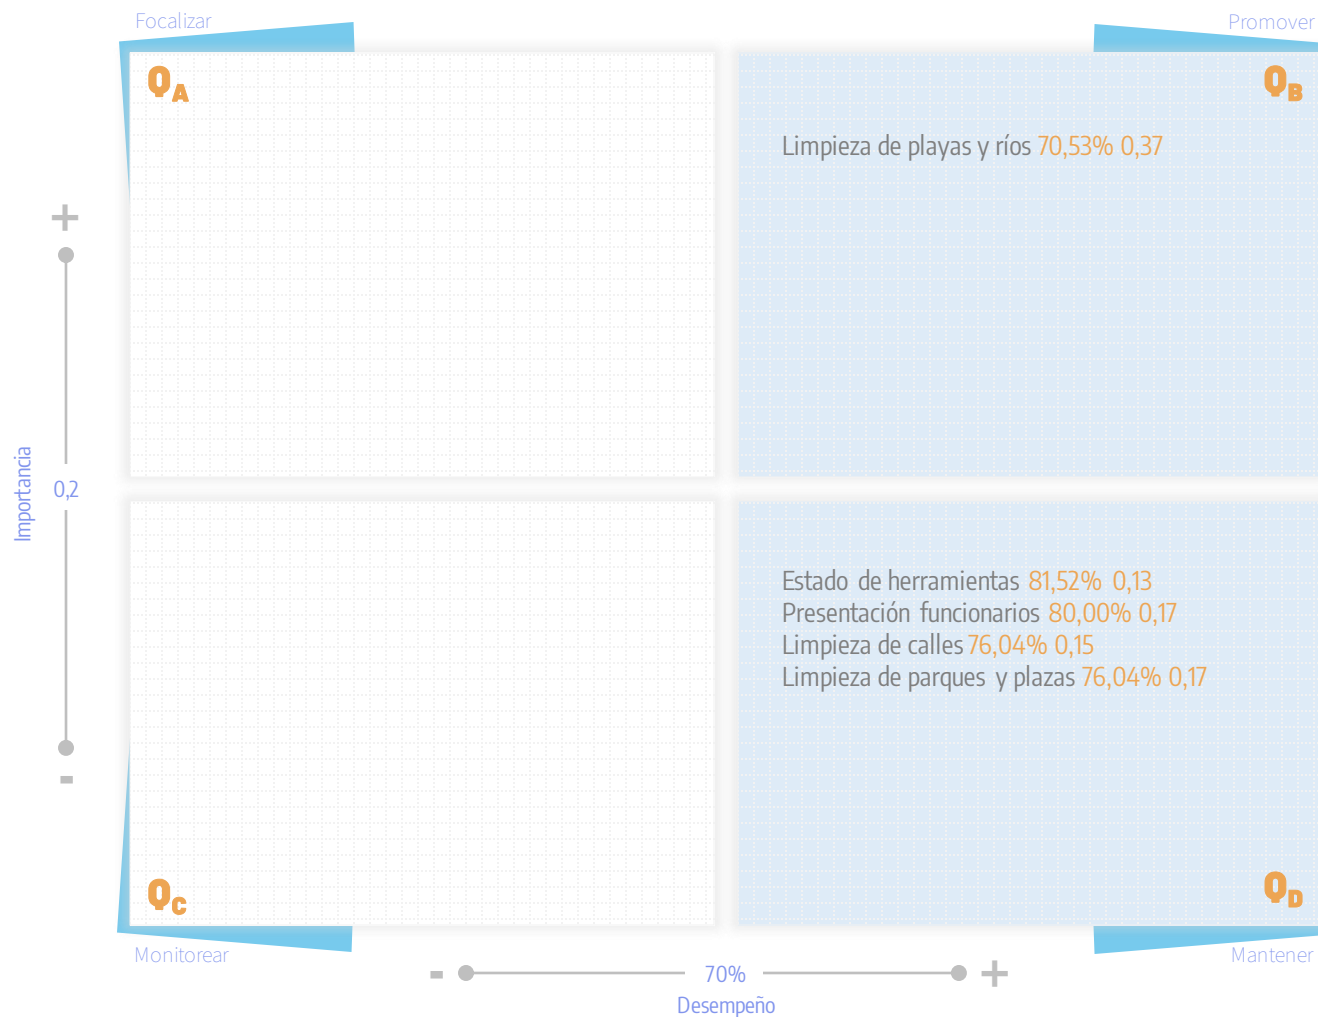 Focalizar
Promover
QA
QB
Limpieza de playas y ríos 70,53% 0,37
+
Importancia
0,2
-
Estado de herramientas 81,52% 0,13
Presentación funcionarios 80,00% 0,17
Limpieza de calles 76,04% 0,15
Limpieza de parques y plazas 76,04% 0,17
QC
QD
Monitorear
Mantener
- 70% +
Desempeño